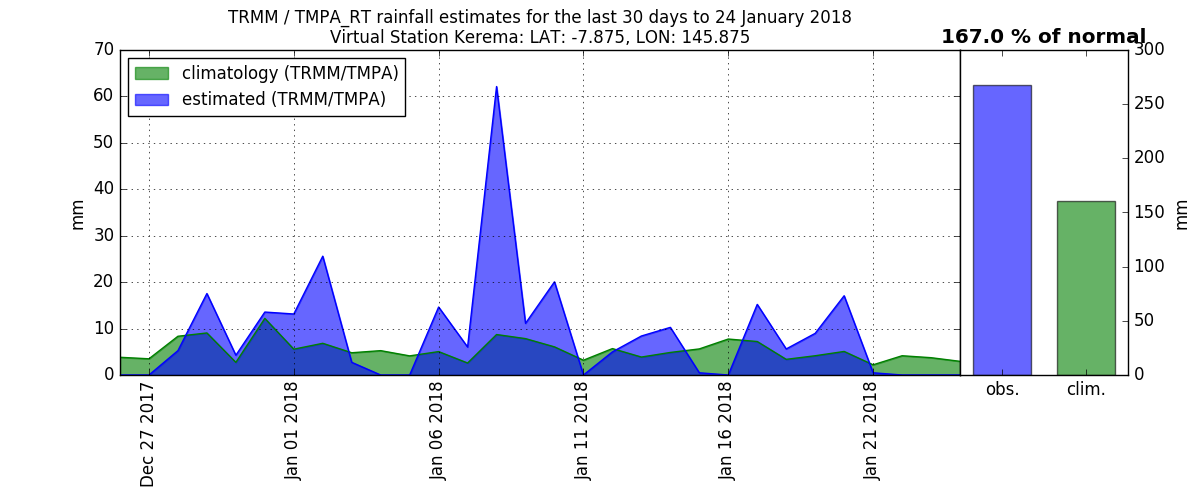 TRMM / TMPA_RT rainfall estimates for the last 30 days to 24 January 2018
Virtual Station Kerema: LAT: -7.875, LON: 145.875
167.0 % of normal
climatology (TRMM/TMPA)
estimated (TRMM/TMPA)
70
60
50
40
30
20
10
0
mm
Dec 27 2017
Jan 01 2018
Jan 06 2018
Jan 11 2018
Jan 16 2018
Jan 21 2018
300
250
200
150
100
50
0
mm
obs.
clim.